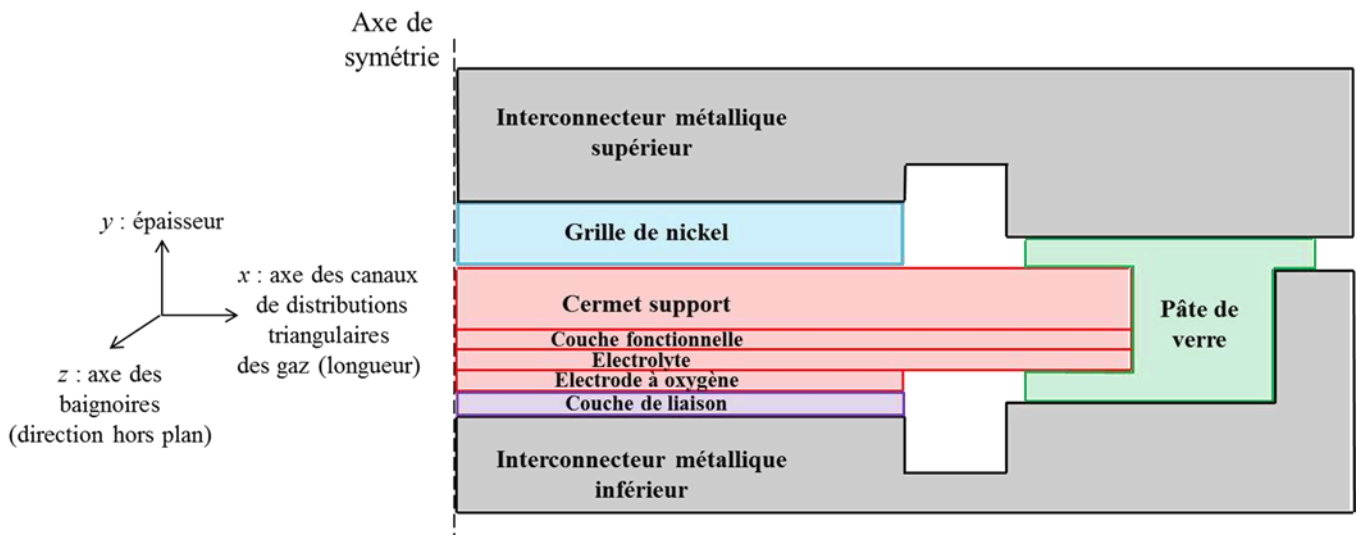 Axe de
symétrie
Interconnecteur métallique
supérieur
y : épaisseur
Grille de nickel
x : axe des canaux
de distributions
triangulaires
des gaz (longueur)
z : axe des
baignoires
(direction hors plan)
Cermet support
Couche fonctionnelle
Electrolyte
Electrode à oxygène
Couche de liaison
Pâte de
verre
Interconnecteur métallique
inférieur